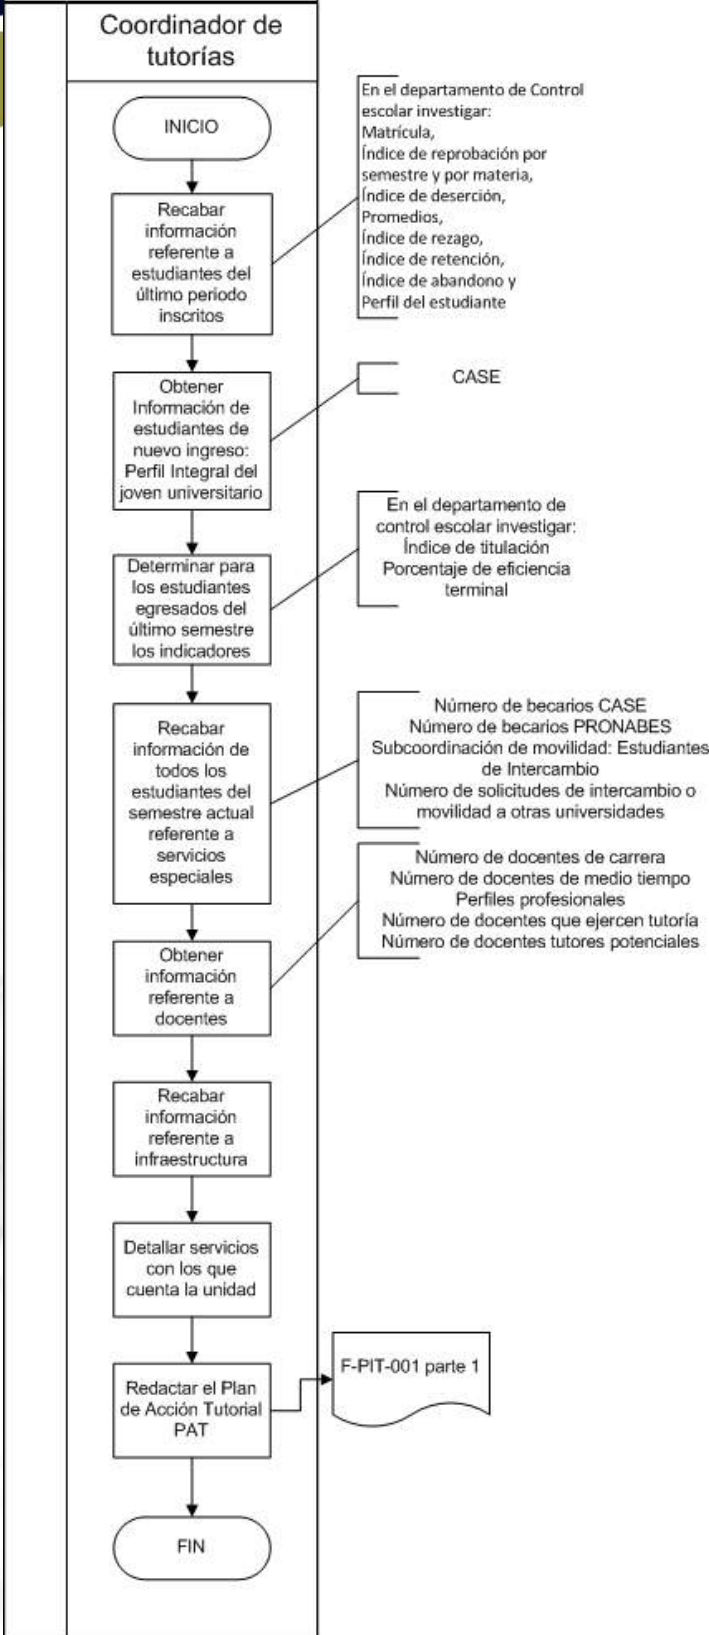 Coordinador de
tutorías
INICIO
En el departamento de Control
escolar investigar:
Matrícula,
Índice de reprobación por
semestre y por materia,
Índice de deserción,
Promedios,
Índice de rezago,
Índice de retención,
Índice de abandono y
Perfil del estudiante
Recabar
información
referente a
estudiantes del
último periodo
inscritos
Obtener
Información de
estudiantes de
nuevo ingreso:
Perfil Integral del
joven universitario
CASE
Determinar para
los estudiantes
egresados del
último semestre
los indicadores
En el departamento de
control escolar investigar:
Índice de titulación
Porcentaje de eficiencia
terminal
Recabar
información de
todos los
estudiantes del
semestre actual
referente a
servicios
especiales
Número de becarios CASE
Número de becarios PRONABES
Subcoordinación de movilidad: Estudiantes
de Intercambio
Número de solicitudes de intercambio o
movilidad a otras universidades
Obtener
información
referente a
docentes
Número de docentes de carrera
Número de docentes de medio tiempo
Perfiles profesionales
Número de docentes que ejercen tutoría
Número de docentes tutores potenciales
Recabar
información
referente a
infraestructura
Detallar servicios
con los que
cuenta la unidad
Redactar el Plan
de Acción Tutorial
PAT
F-PIT-001 parte 1
FIN